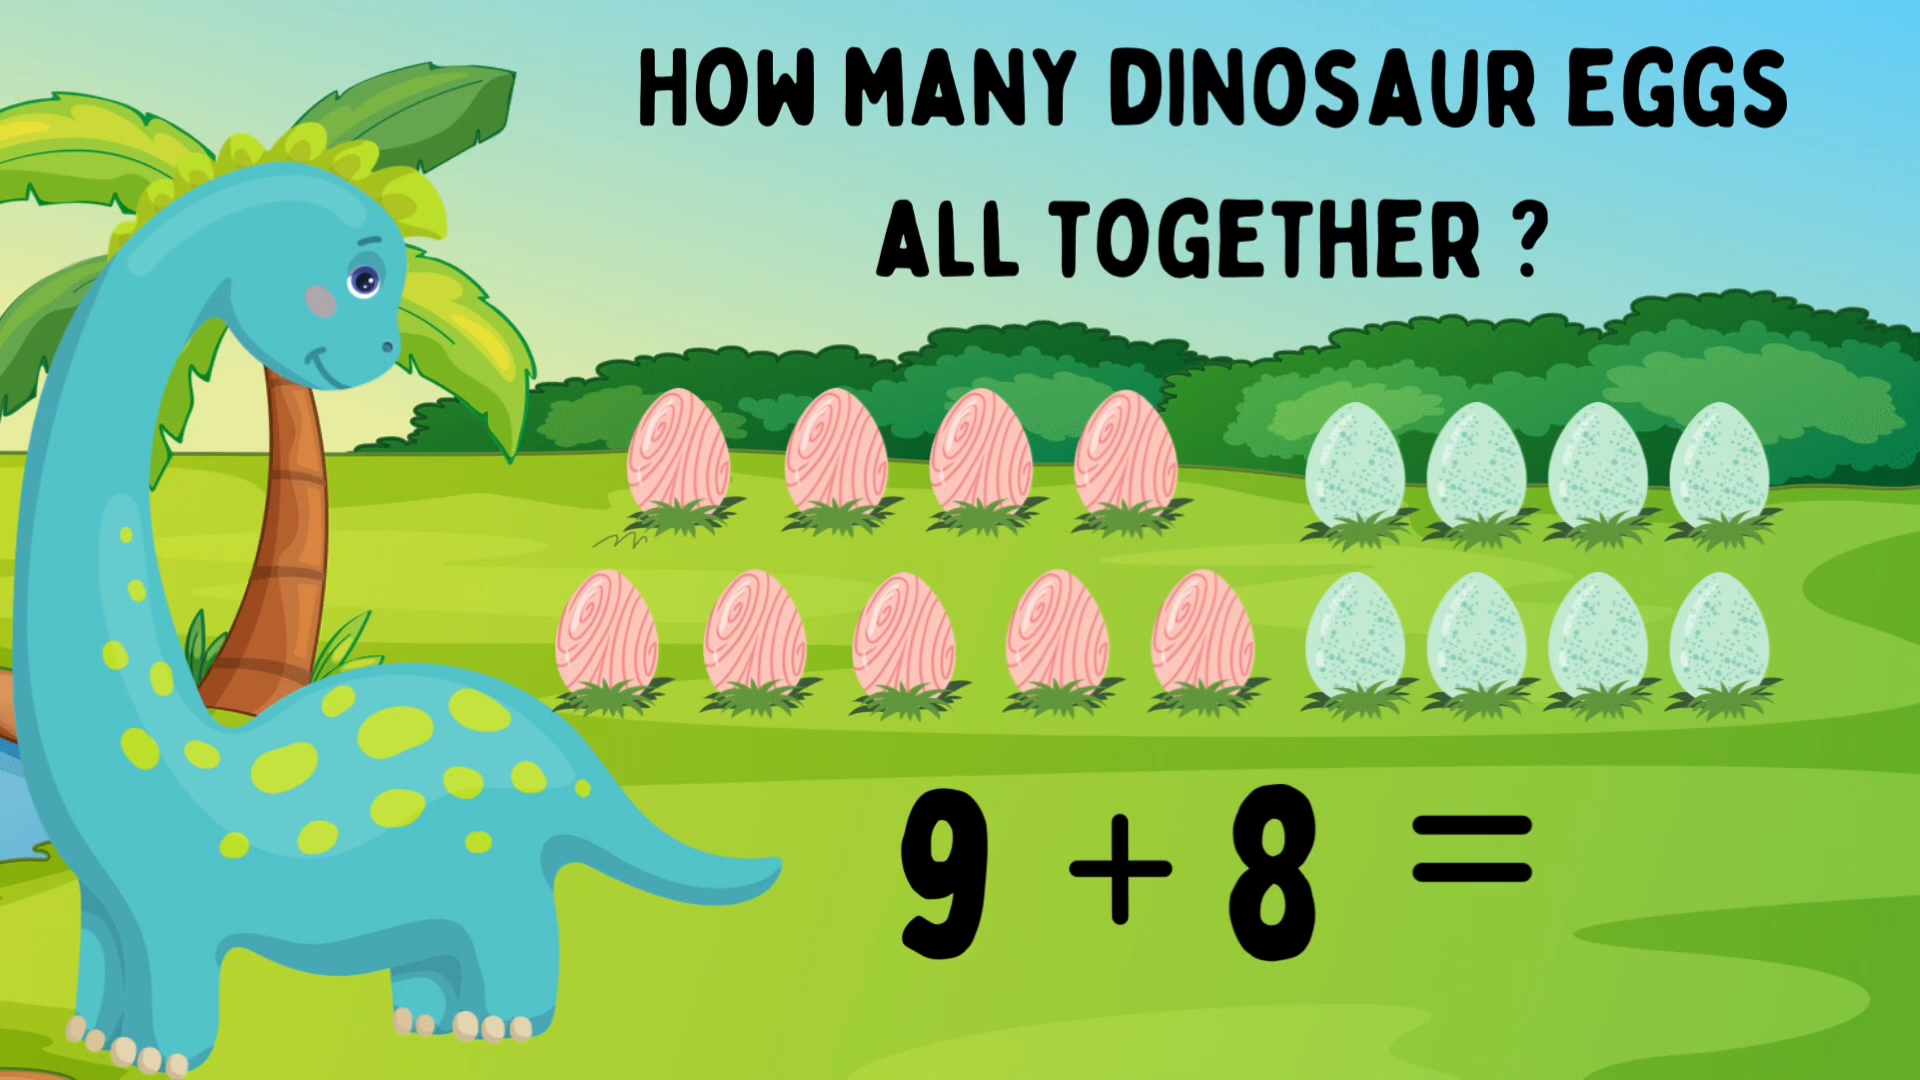 HOW MANY DINOSAUR EGGS
ALL TOGETHER ?
9 + 8 =